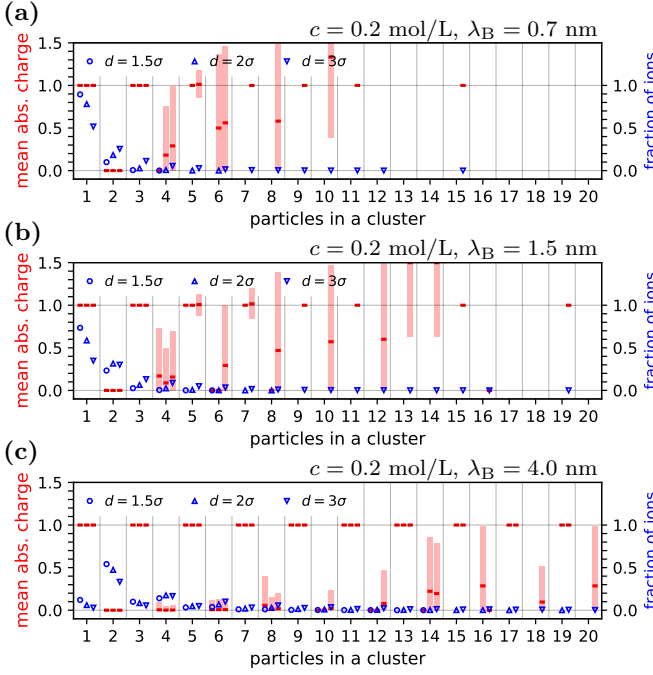 (a)
c = 0.2 mol/L, λB = 0.7 nm
mean abs. charge
1.5
1.0
0.5
0.0
d = 1.5σ d = 2σ d = 3σ
1.0
0.5
0.0
fraction of ions
1 2 3 4 5 6 7 8 9 10 11 12 13 14 15 16 17 18 19 20
particles in a cluster
(b)
c = 0.2 mol/L, λB = 1.5 nm
mean abs. charge
1.5
1.0
0.5
0.0
d = 1.5σ d = 2σ d = 3σ
1.0
0.5
0.0
fraction of ions
1 2 3 4 5 6 7 8 9 10 11 12 13 14 15 16 17 18 19 20
particles in a cluster
(c)
c = 0.2 mol/L, λB = 4.0 nm
mean abs. charge
1.5
1.0
0.5
0.0
d = 1.5σ d = 2σ d = 3σ
1.0
0.5
0.0
fraction of ions
1 2 3 4 5 6 7 8 9 10 11 12 13 14 15 16 17 18 19 20
particles in a cluster